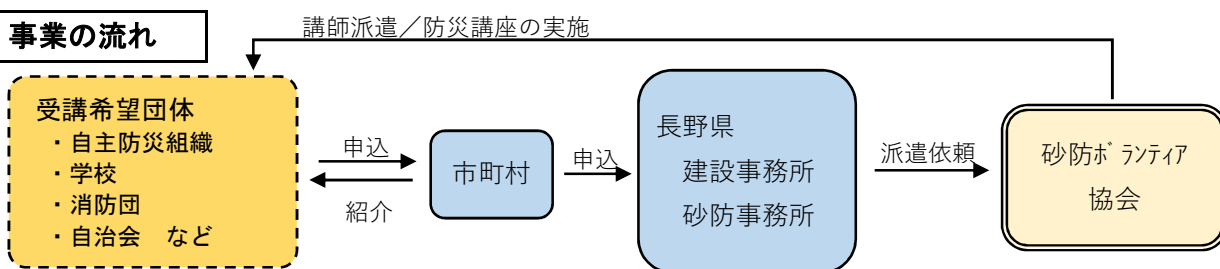 事業の流れ
講師派遣／防災講座の実施
受講希望団体
・自主防災組織
・学校
・消防団
・自治会　など
申込
紹介
市町村
申込
長野県
建設事務所
砂防事務所
派遣依頼
砂防ﾎﾞﾗﾝﾃｨｱ
協会